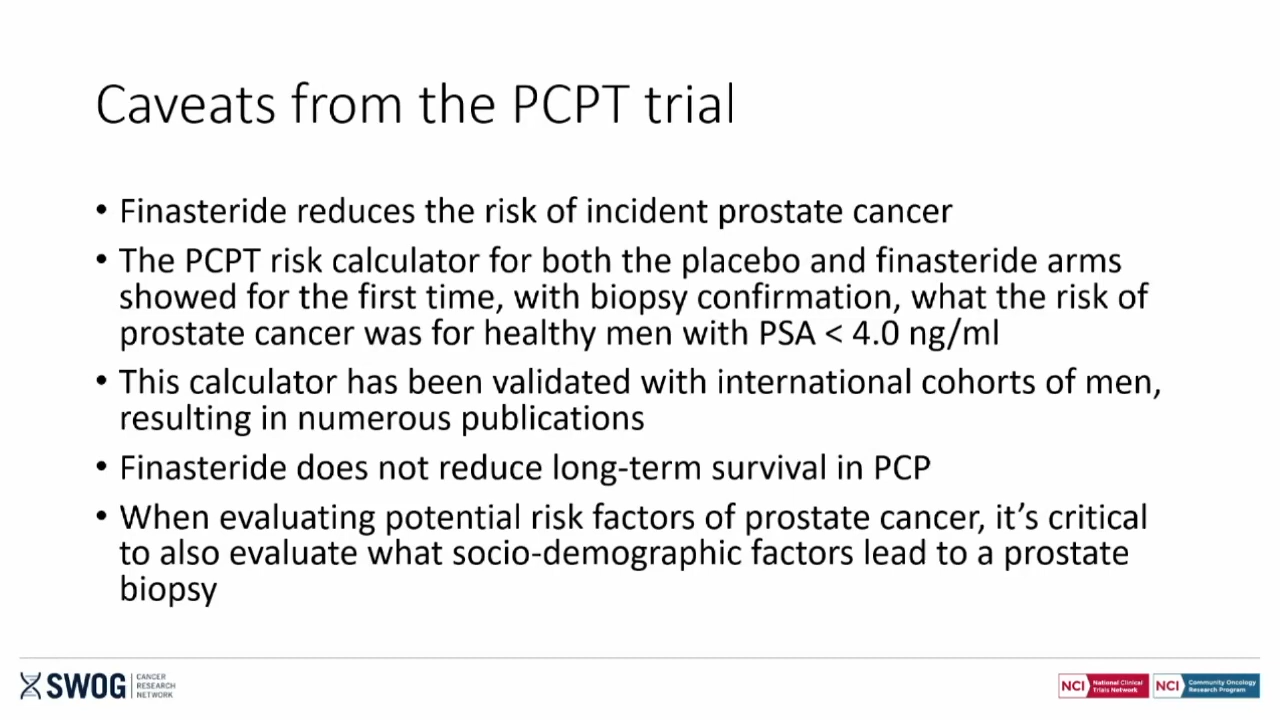 Caveats from the PCPT trial
• Finasteride reduces the risk of incident prostate cancer
• The PCPT risk calculator for both the placebo and finasteride arms
showed for the first time, with biopsy confirmation, what the risk of
prostate cancer was for healthy men with PSA < 4.0 ng/ml
• This calculator has been validated with international cohorts of men,
resulting in numerous publications
• Finasteride does not reduce long-term survival in PCP
• When evaluating potential risk factors of prostate cancer, it’s critical
to also evaluate what socio-demographic factors lead to a prostate
biopsy
SWOG
CANCER
RESEARCH
NETWORK
NCI
National Clinical
Trials Network
NCI
Community Oncology
Research Program